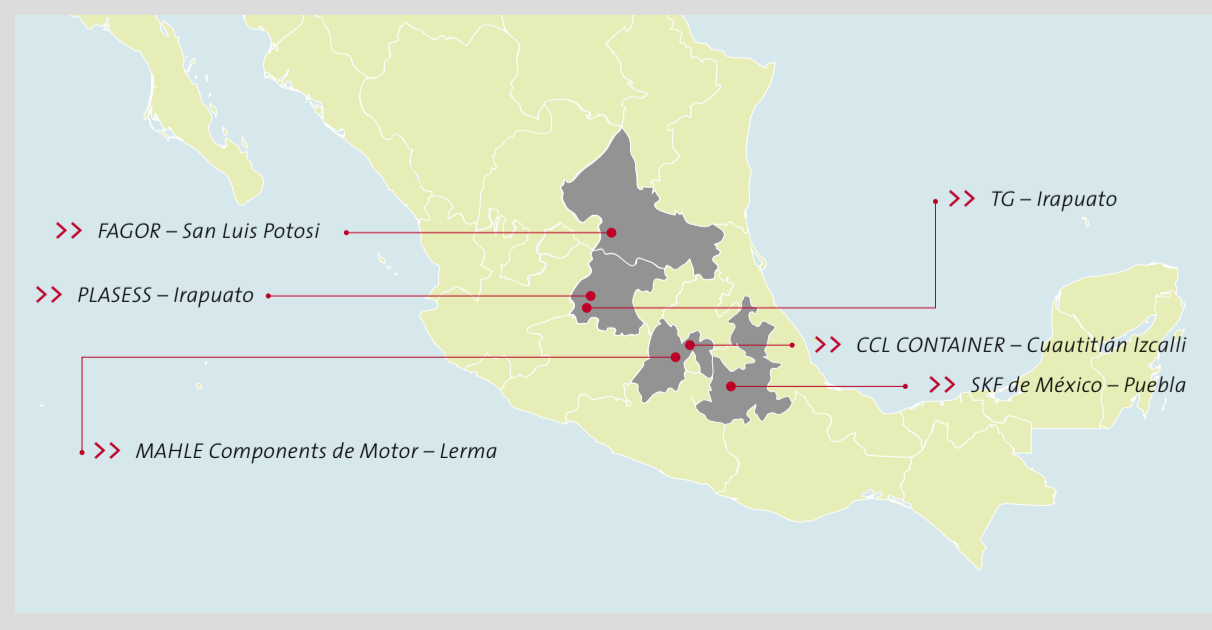 TG – Irapuato
FAGOR – San Luis Potosi
PLASESS – Irapuato
CCL CONTAINER – Cuautitlán Izcalli
SKF de México – Puebla
MAHLE Components de Motor – Lerma